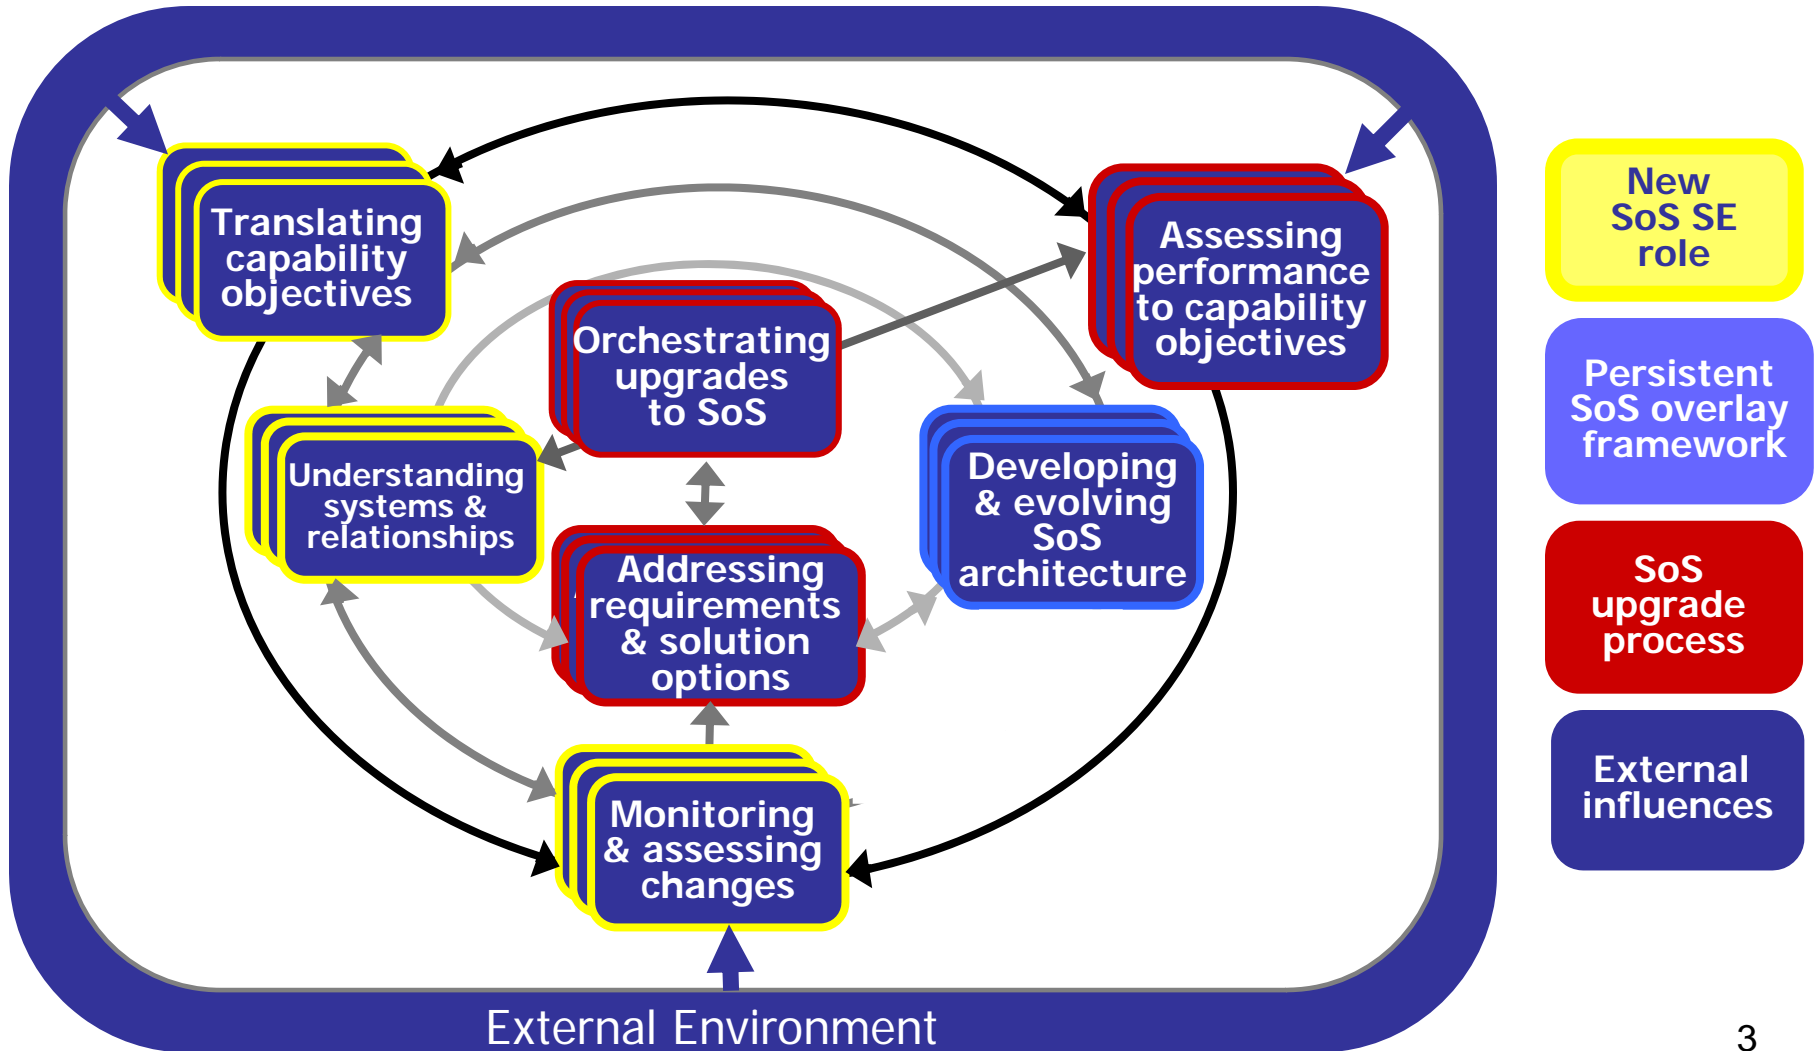 Translating
capability
objectives
Assessing
performance
to capability
objectives
Orchestrating
upgrades
to SoS
Understanding
systems &
relationships
Developing
& evolving
SoS
architecture
Addressing
requirements
& solution
options
Monitoring
& assessing
changes
External Environment
New
SoS SE
role
Persistent
SoS overlay
framework
SoS
upgrade
process
External
influences
3